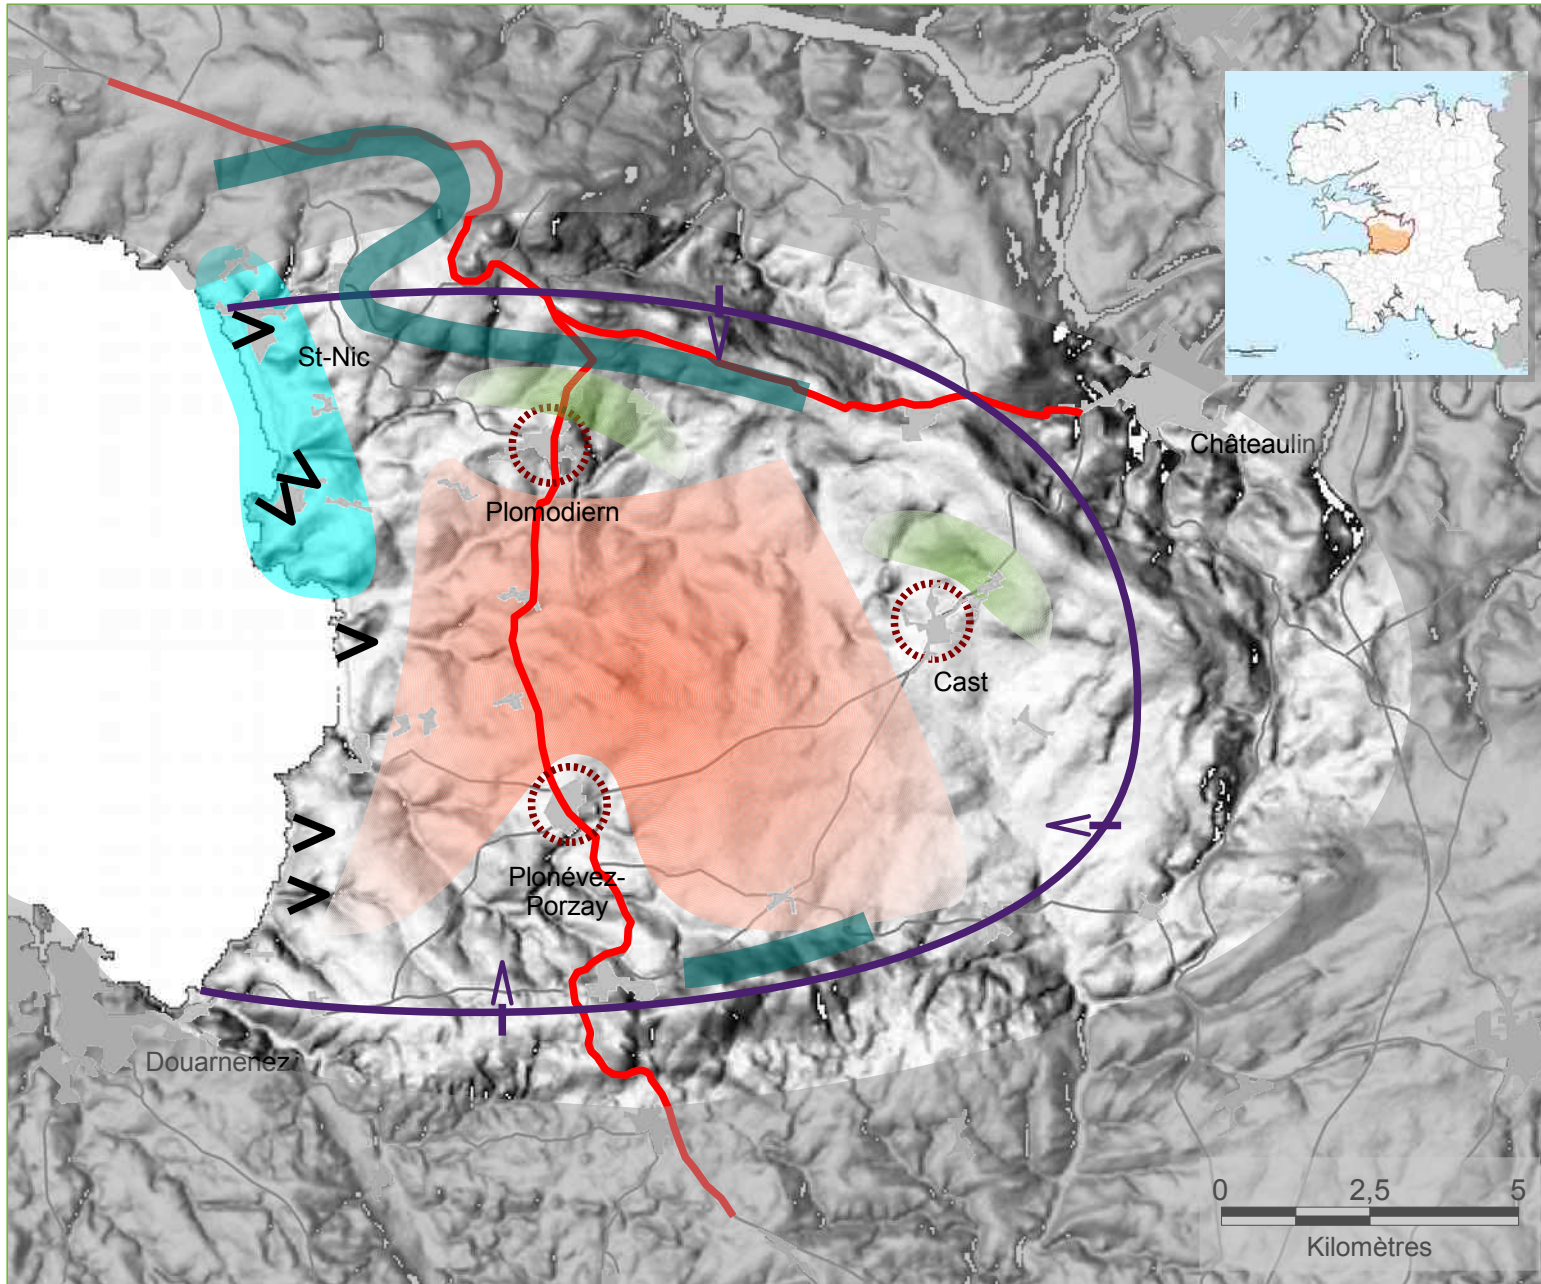 St-Nic
Châteaulin
Plomodiern
Cast
Plonévez-
Porzay
Douarnenez
0 2,5 5
Kilomètres